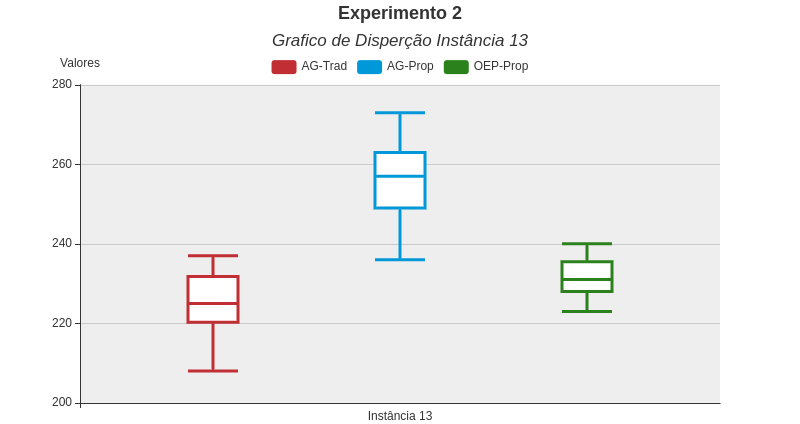 Experimento 2
Grafico de Disperção Instância 13
Valores
AG-Trad AG-Prop OEP-Prop
280
260
240
220
200
Instância 13